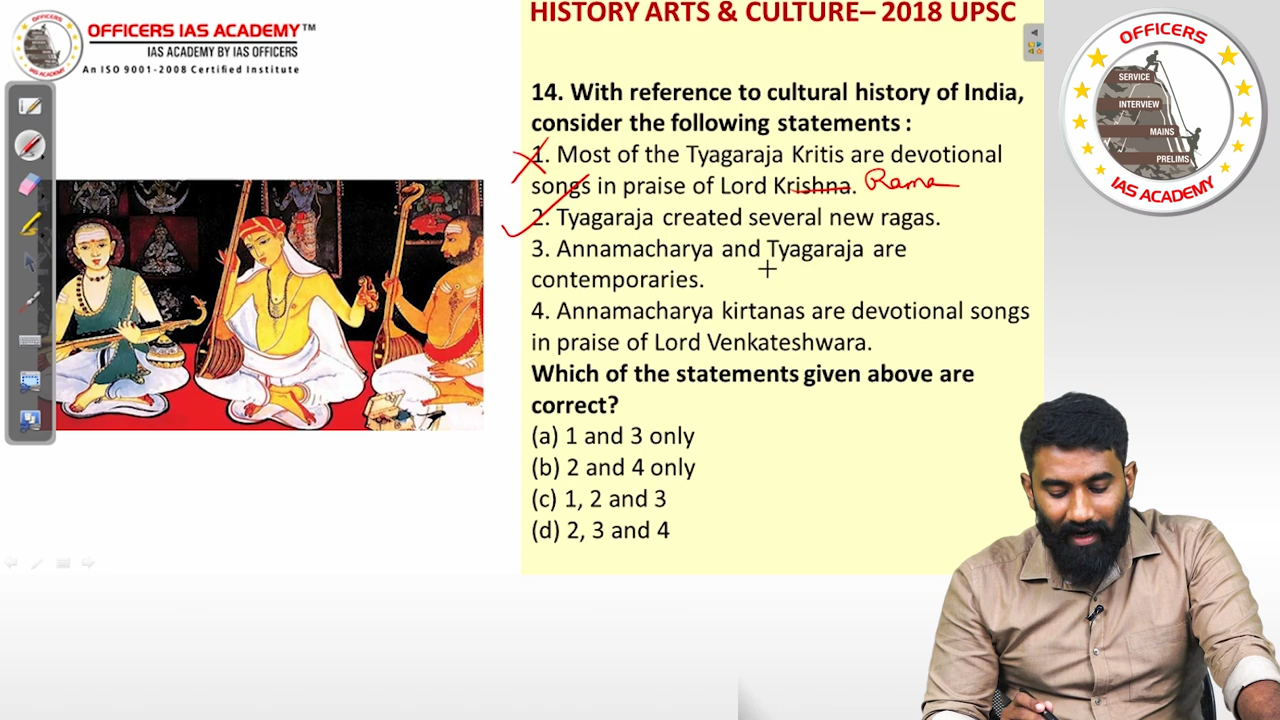 OFFICERS IAS ACADEMY™
IAS ACADEMY BY IAS OFFICERS
An ISO 9001-2008 Certified Institute
HISTORY ARTS & CULTURE– 2018 UPSC
14. With reference to cultural history of India,
consider the following statements :
1. Most of the Tyagaraja Kritis are devotional
songs in praise of Lord Krishna. Rama
2. Tyagaraja created several new ragas.
3. Annamacharya and Tyagaraja are
contemporaries.
4. Annamacharya kirtanas are devotional songs
in praise of Lord Venkateshwara.
Which of the statements given above are
correct?
(a) 1 and 3 only
(b) 2 and 4 only
(c) 1, 2 and 3
(d) 2, 3 and 4
OFFICERS
SERVICE
INTERVIEW
MAINS
PRELIMS
IAS ACADEMY